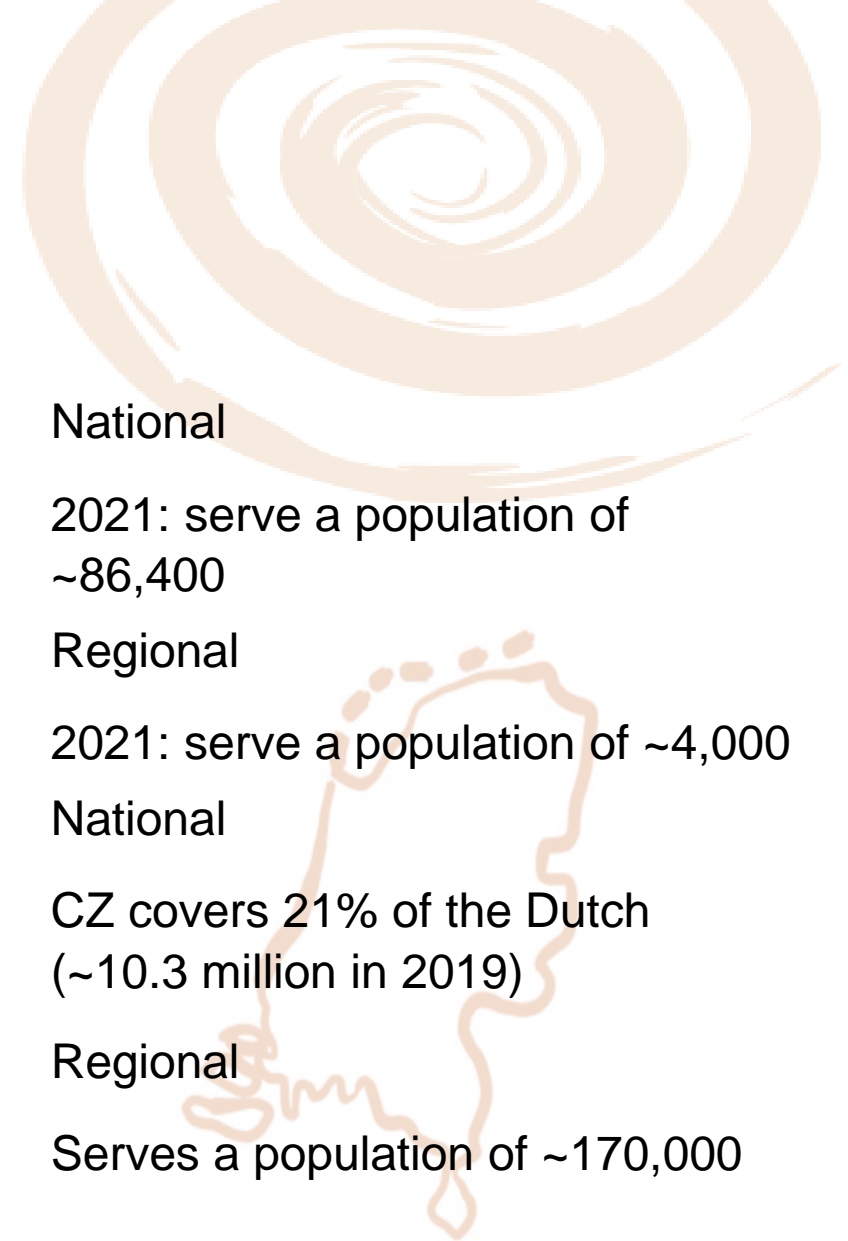 National
2021: serve a population of
~86,400
Regional
2021: serve a population of ~4,000
National
CZ covers 21% of the Dutch
(~10.3 million in 2019)
Regional
Serves a population of ~170,000